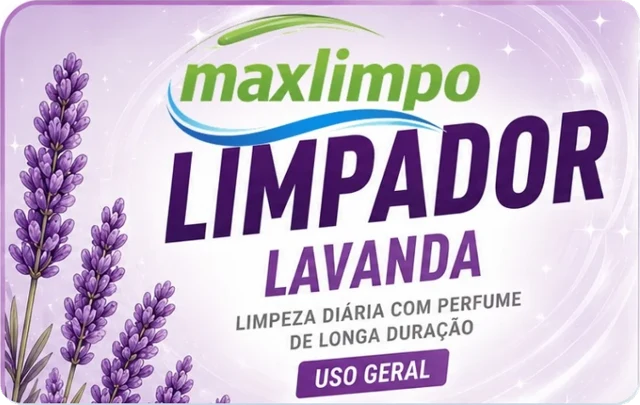 maxlimpo
LIMPADOR
LAVANDA
LIMPEZA DIÁRIA COM PERFUME
DE LONGA DURAÇÃO
USO GERAL